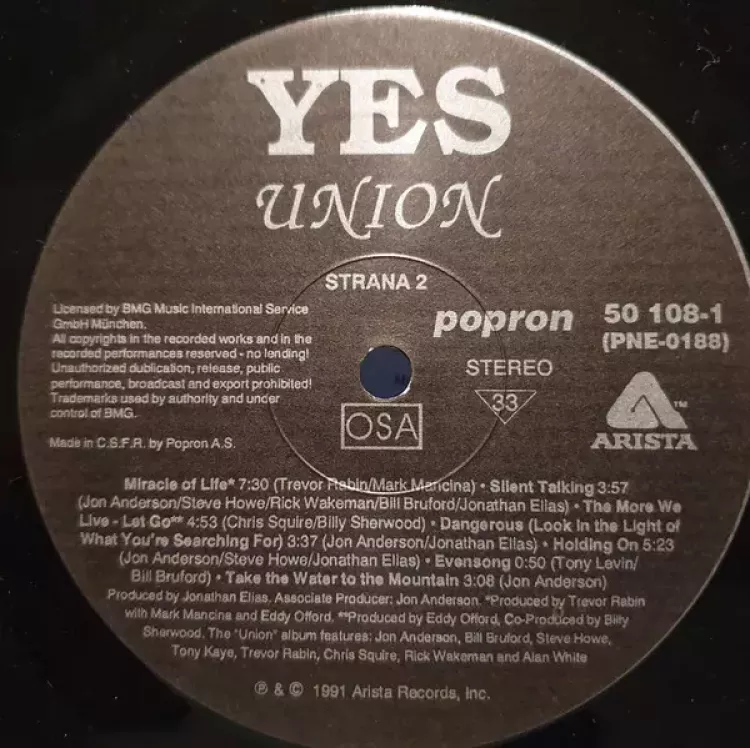 YES
UNION
STRANA 2
Licensed by BMG Music International Service
GmbH München.
All copyrights in the recorded works and in the
recorded performances reserved - no lending!
Unauthorized dublication, release, public
performance, broadcast and export prohibited!
Trademarks used by authority and under
control of BMG.
Made in C.S.F.R. by Popron A.S.
popron
STEREO
33
OSA
50 108-1
(PNE-0188)
ARISTA™
Miracle of Life* 7:30 (Trevor Rabin/Mark Mancina) • Silent Talking 3:57
(Jon Anderson/Steve Howe/Rick Wakeman/Bill Bruford/Jonathan Elias) • The More We
Live - Let Go** 4:53 (Chris Squire/Billy Sherwood) • Dangerous (Look In the Light of
What You're Searching For) 3:37 (Jon Anderson/Jonathan Elias) • Holding On 5:23
(Jon Anderson/Steve Howe/Jonathan Elias) • Evensong 0:50 (Tony Levin/
Bill Bruford) • Take the Water to the Mountain 3:08 (Jon Anderson)
Produced by Jonathan Elias. Associate Producer: Jon Anderson. *Produced by Trevor Rabin
with Mark Mancina and Eddy Offord. **Produced by Eddy Offord, Co-Produced by Billy
Sherwood. The "Union" album features: Jon Anderson, Bill Bruford, Steve Howe,
Tony Kaye, Trevor Rabin, Chris Squire, Rick Wakeman and Alan White
℗ & © 1991 Arista Records, Inc.